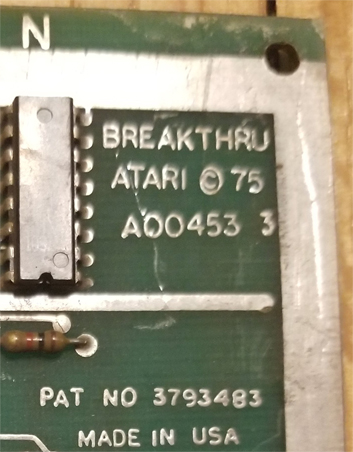 N
BREAKTHRU
ATARI © 75
A00453 3
PAT NO 3793483
MADE IN USA